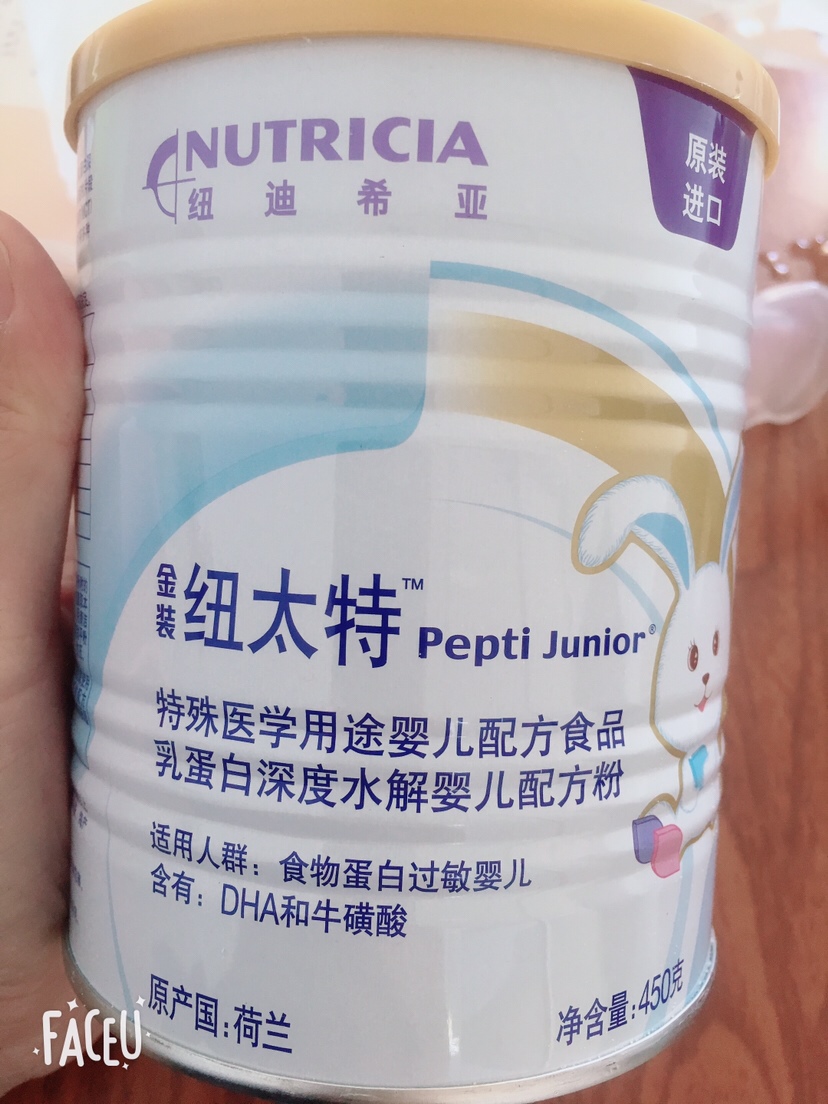 NUTRICIA
纽迪希亚
原装
进口
金装 纽太特™ Pepti Junior®
特殊医学用途婴儿配方食品
乳蛋白深度水解婴儿配方粉
适用人群：食物蛋白过敏婴儿
含有：DHA和牛磺酸
原产国：荷兰
净含量：450克
FACEU